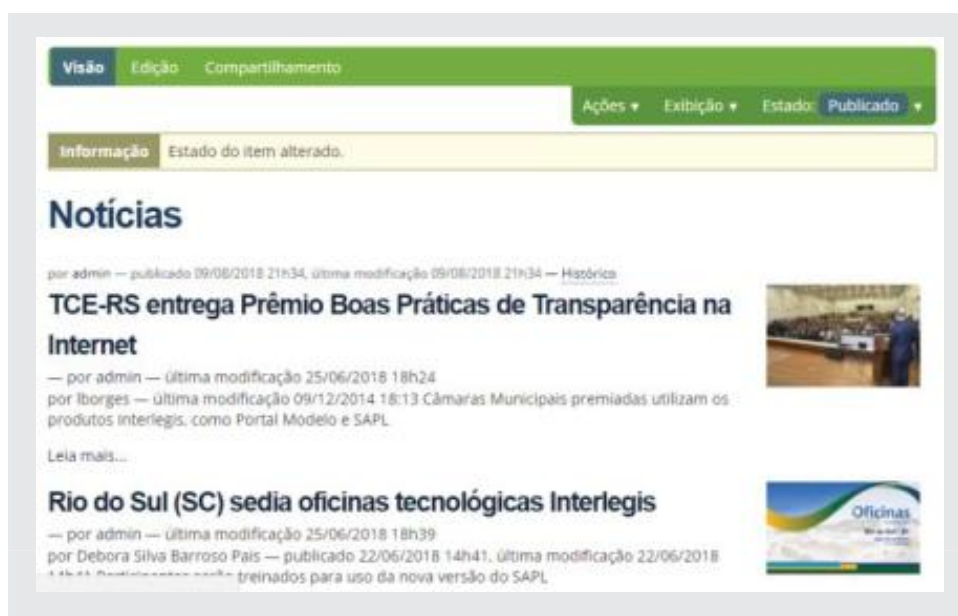 Visão Edição Compartilhamento
Ações ▾ Exibição ▾ Estado: Publicado ▾
Informação Estado do item alterado.
Notícias
por admin — publicado 09/08/2018 21h34, última modificação 09/08/2018 21h34 — Histórico
TCE-RS entrega Prêmio Boas Práticas de Transparência na
Internet
— por admin — última modificação 25/06/2018 18h24
por lborges — última modificação 09/12/2014 18:13 Câmaras Municipais premiadas utilizam os
produtos Interlegis, como Portal Modelo e SAPL
Leia mais...
Rio do Sul (SC) sedia oficinas tecnológicas Interlegis
Oficinas
— por admin — última modificação 25/06/2018 18h39
por Debora Silva Barroso Pais — publicado 22/06/2018 14h41, última modificação 22/06/2018
treinados para uso da nova versão do SAPL